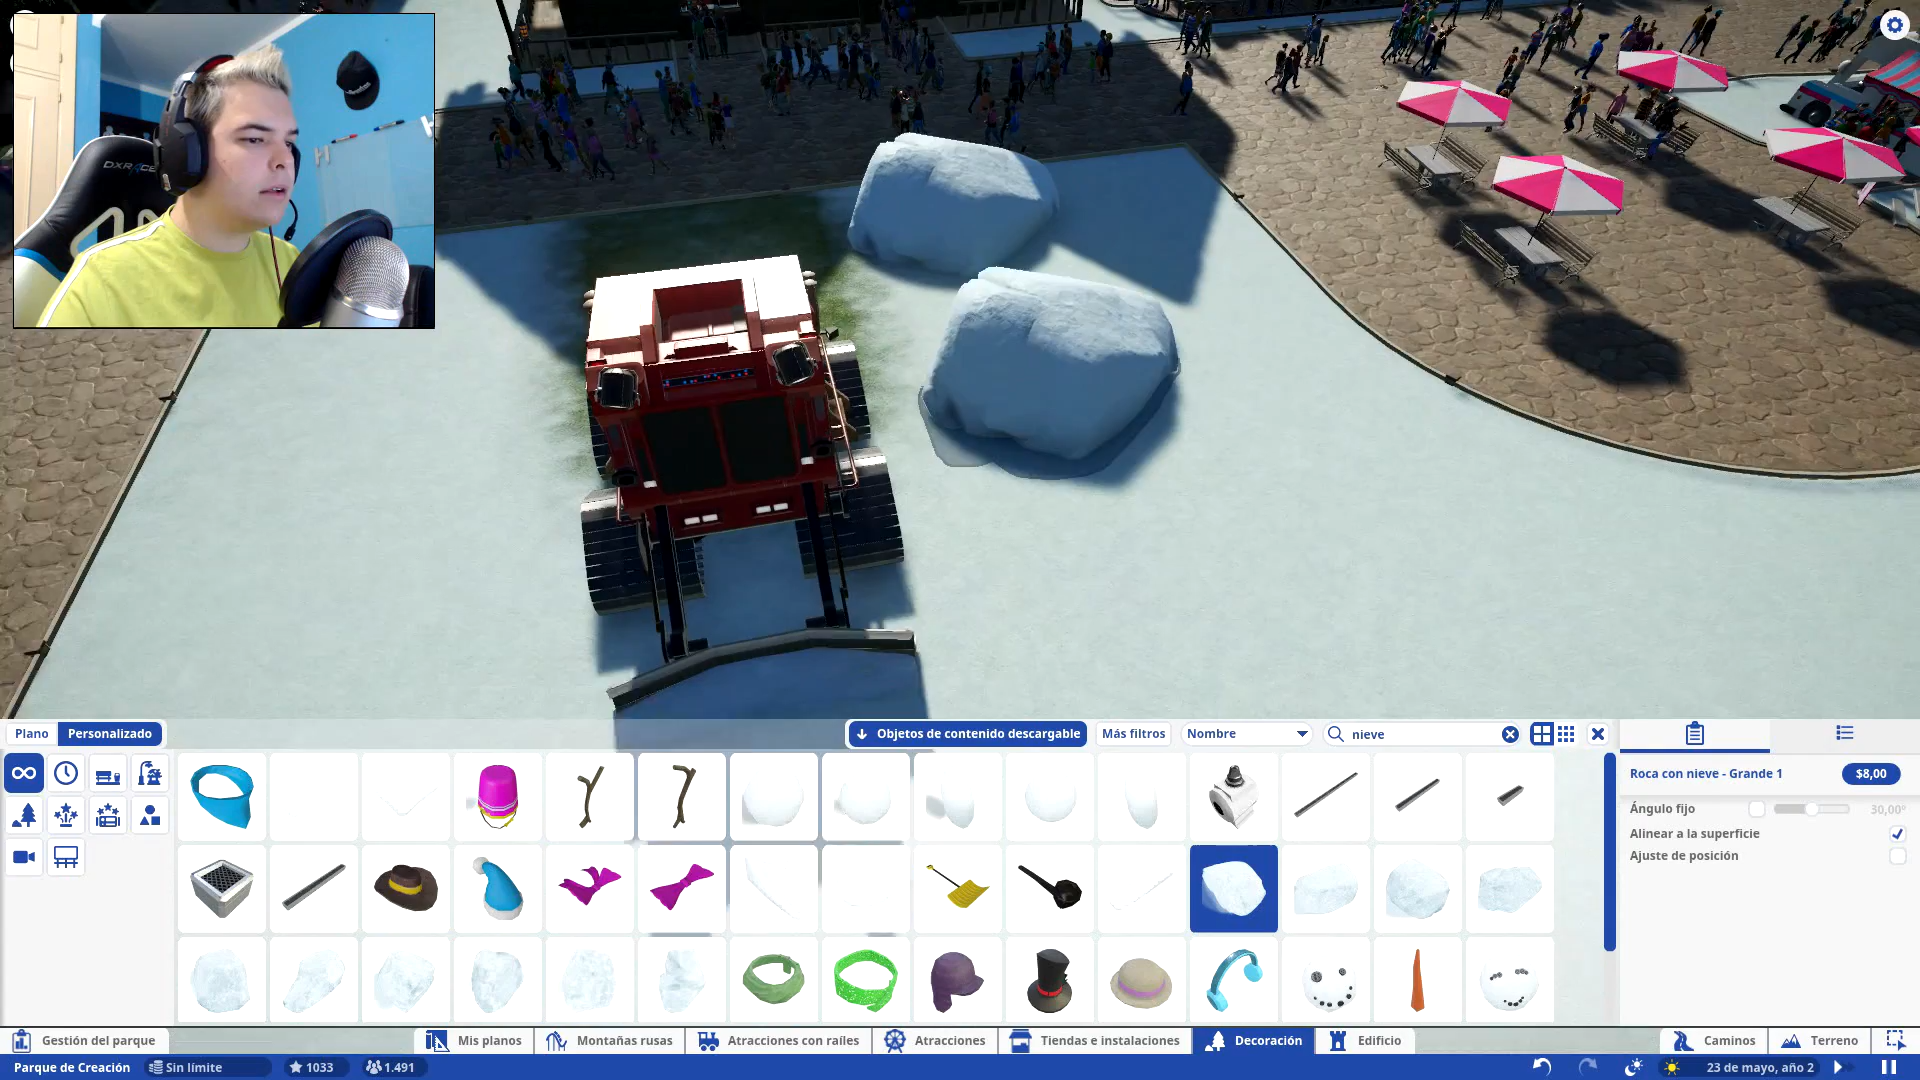 DXRACER
Plano
Personalizado
Objetos de contenido descargable
Más filtros
Nombre
nieve
Roca con nieve - Grande 1
$8,00
Ángulo fijo
30,00°
Alinear a la superficie
Ajuste de posición
Gestión del parque
Mis planos
Montañas rusas
Atracciones con raíles
Atracciones
Tiendas e instalaciones
Decoración
Edificio
Caminos
Terreno
Parque de Creación
Sin límite
1033
1.491
23 de mayo, año 2